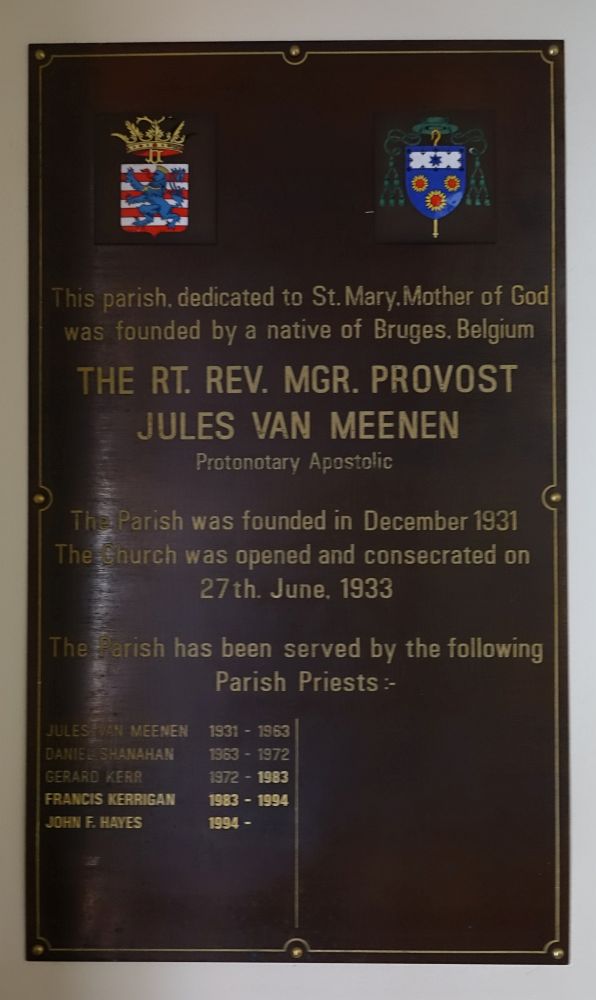 This parish, dedicated to St. Mary, Mother of God
was founded by a native of Bruges, Belgium
THE RT. REV. MGR. PROVOST
JULES VAN MEENEN
Protonotary Apostolic
The Parish was founded in December 1931
The Church was opened and consecrated on
27th. June, 1933
The Parish has been served by the following
Parish Priests :-
JULES VAN MEENEN 1931 - 1963
DANIEL SHANAHAN 1963 - 1972
GERARD KERR 1972 - 1983
FRANCIS KERRIGAN 1983 - 1994
JOHN F. HAYES 1994 -